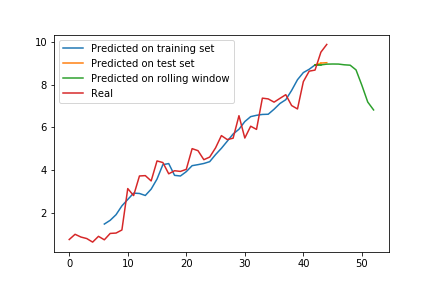 10
8
6
4
2
Predicted on training set
Predicted on test set
Predicted on rolling window
Real
0 10 20 30 40 50